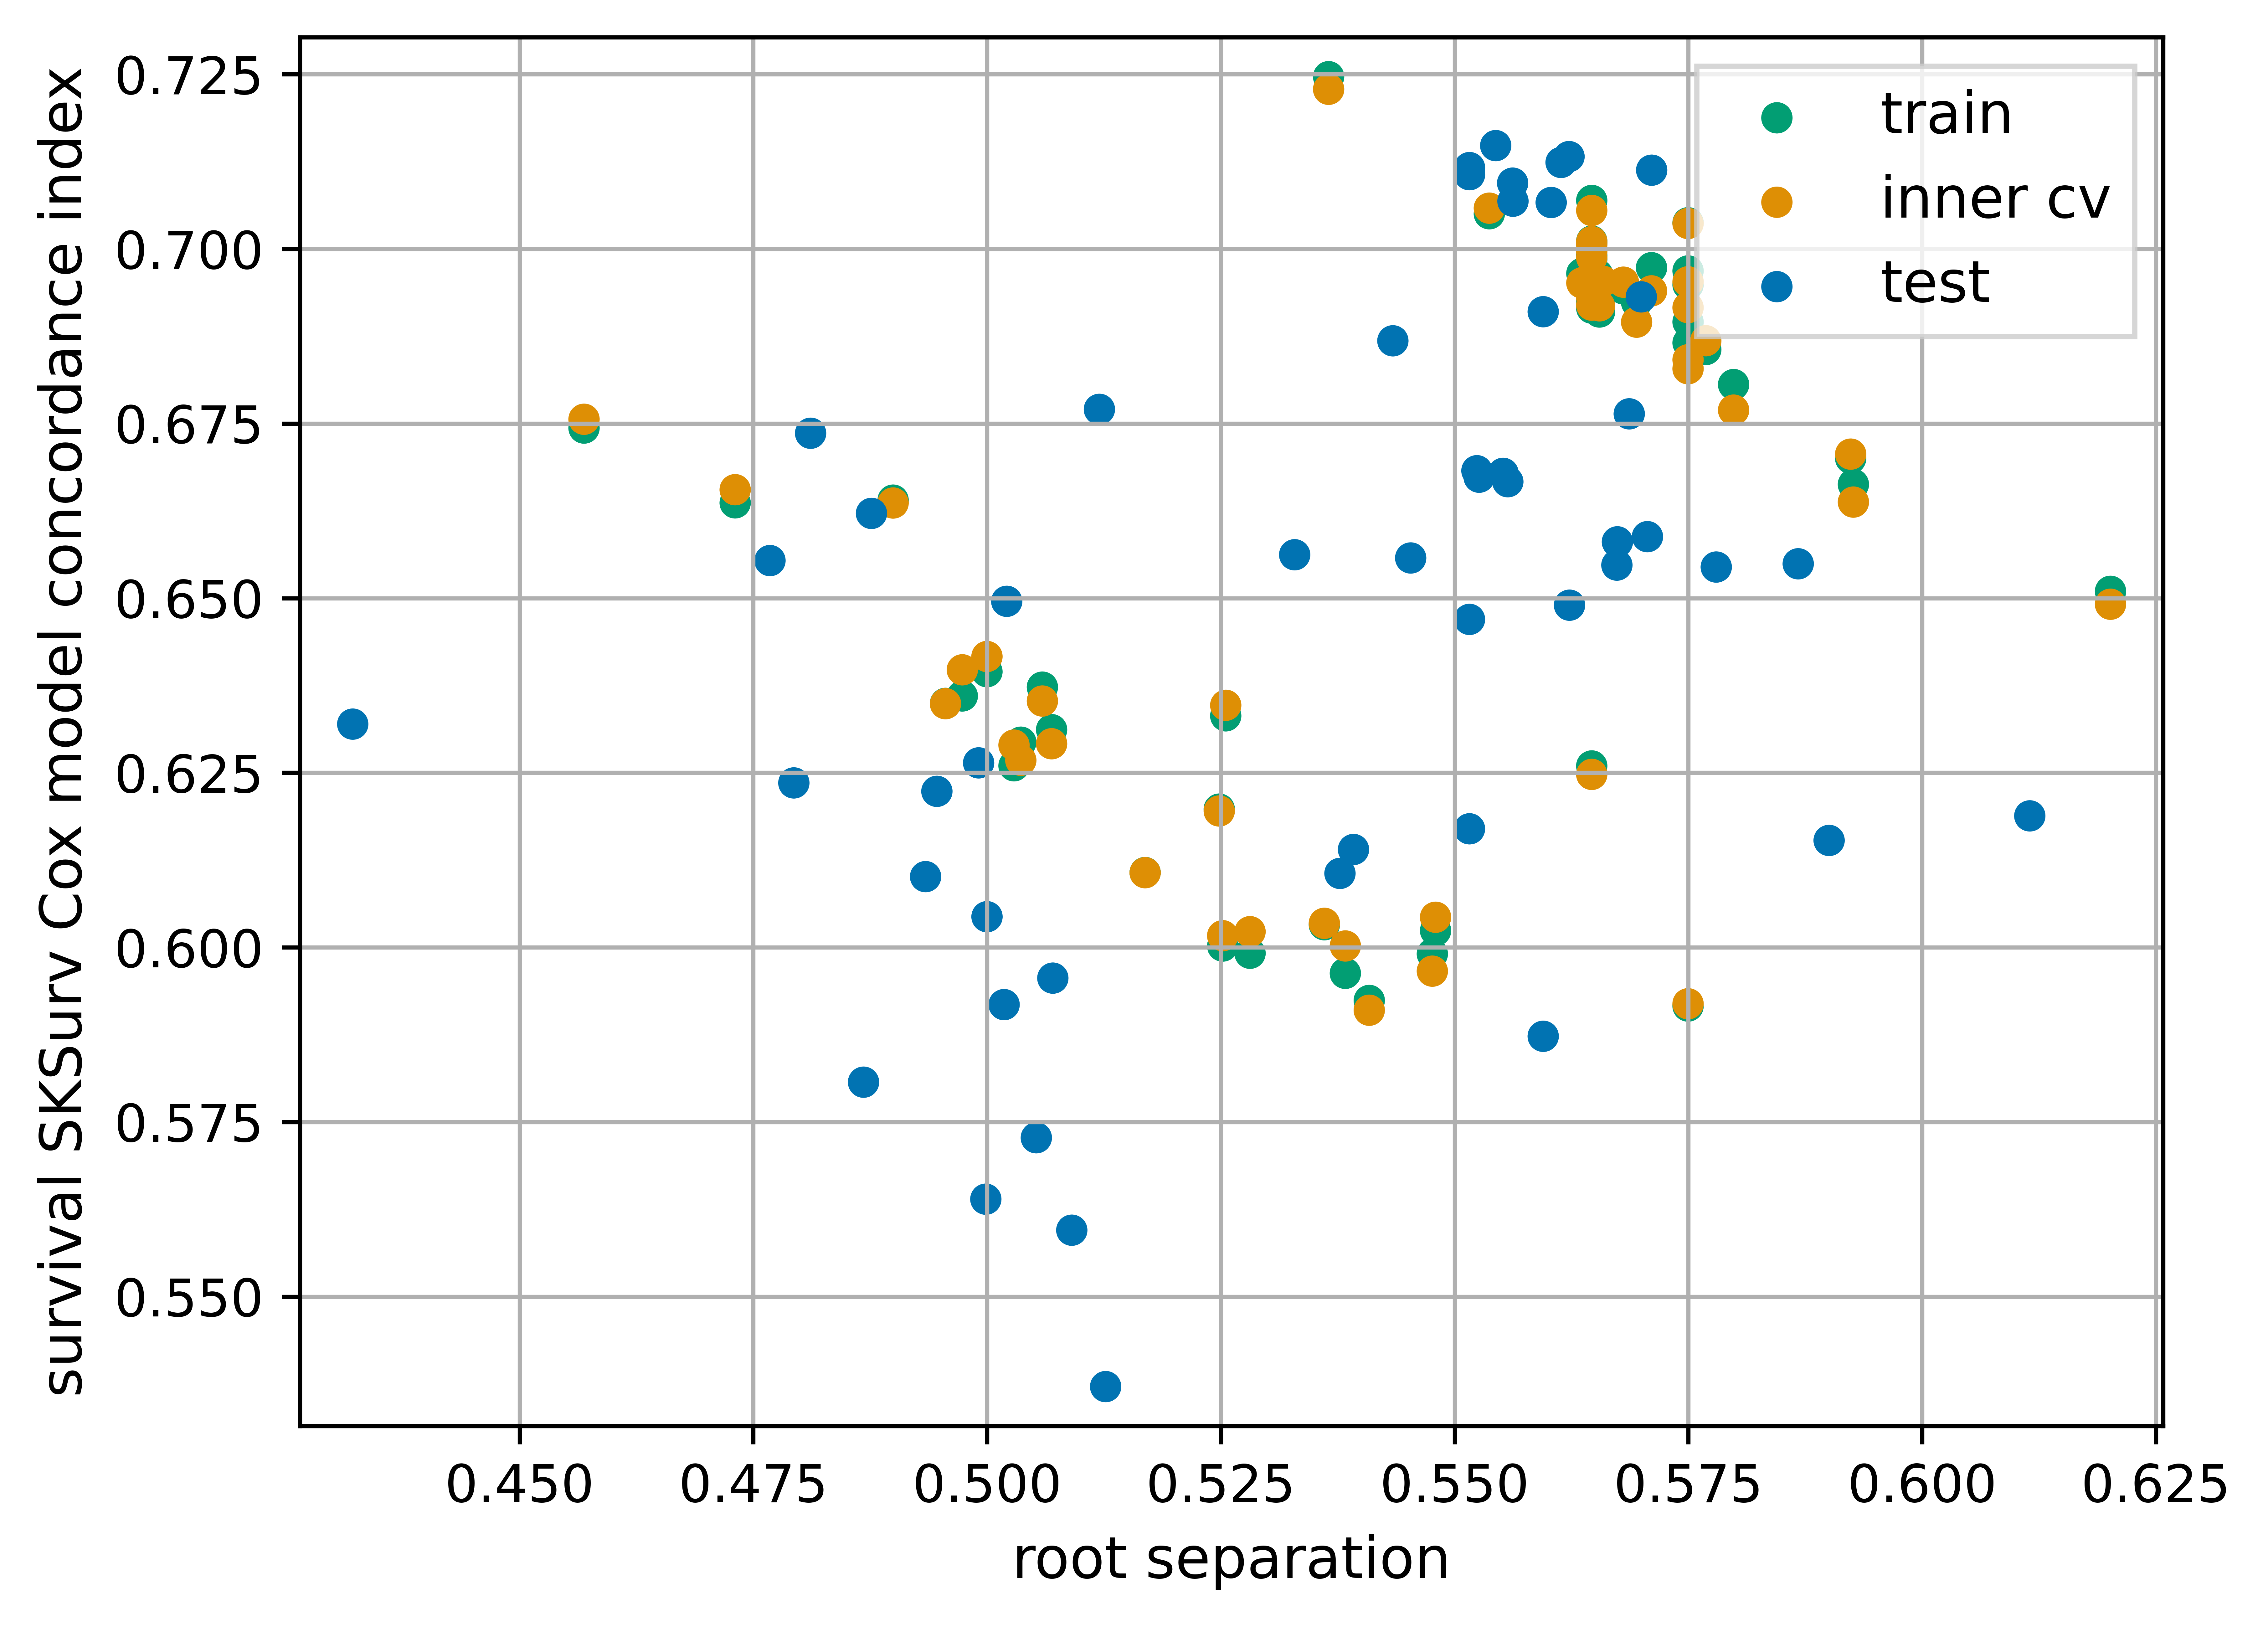 survival SKSurv Cox model concordance index
0.725
0.700
0.675
0.650
0.625
0.600
0.575
0.550
train
inner cv
test
0.450 0.475 0.500 0.525 0.550 0.575 0.600 0.625
root separation